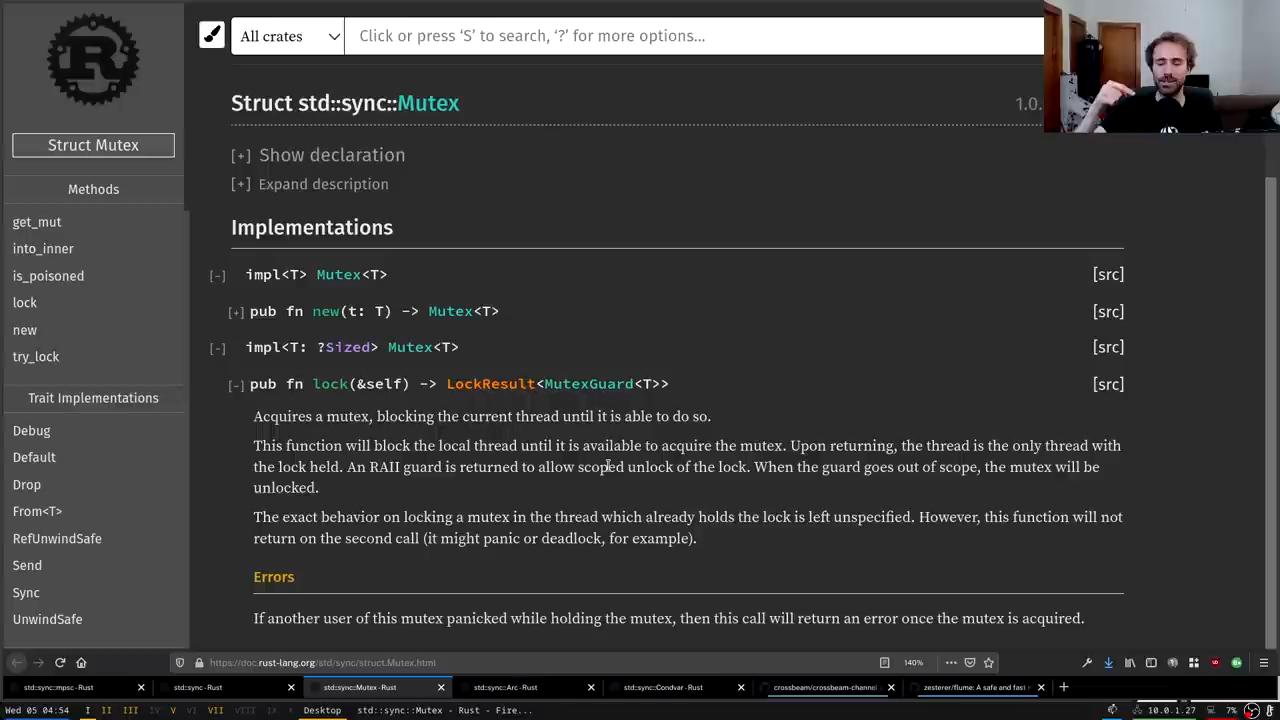 All crates
Click or press ‘S’ to search, ‘?’ for more options…
Struct std::sync::Mutex
1.0.
[+] Show declaration
[+] Expand description
Struct Mutex
Methods
get_mut
into_inner
is_poisoned
lock
new
try_lock
Trait Implementations
Debug
Default
Drop
From<T>
RefUnwindSafe
Send
Sync
UnwindSafe
Implementations
[-] impl<T> Mutex<T> [src]
[+] pub fn new(t: T) -> Mutex<T> [src]
[-] impl<T: ?Sized> Mutex<T> [src]
[-] pub fn lock(&self) -> LockResult<MutexGuard<T>> [src]
Acquires a mutex, blocking the current thread until it is able to do so.
This function will block the local thread until it is available to acquire the mutex. Upon returning, the thread is the only thread with
the lock held. An RAII guard is returned to allow scoped unlock of the lock. When the guard goes out of scope, the mutex will be
unlocked.
The exact behavior on locking a mutex in the thread which already holds the lock is left unspecified. However, this function will not
return on the second call (it might panic or deadlock, for example).
Errors
If another user of this mutex panicked while holding the mutex, then this call will return an error once the mutex is acquired.
https://doc.rust-lang.org/std/sync/struct.Mutex.html 140%
std::sync::mpsc - Rust std::sync - Rust std::sync::Mutex - Rust std::sync::Arc - Rust std::sync::Condvar - Rust crossbeam/crossbeam-channel zesterer/flume: A safe and fast
Wed 05 04:54 I II III IV V VI VII VIII IX X Desktop std::sync::Mutex - Rust - Fire... 10.0.1.27 7%